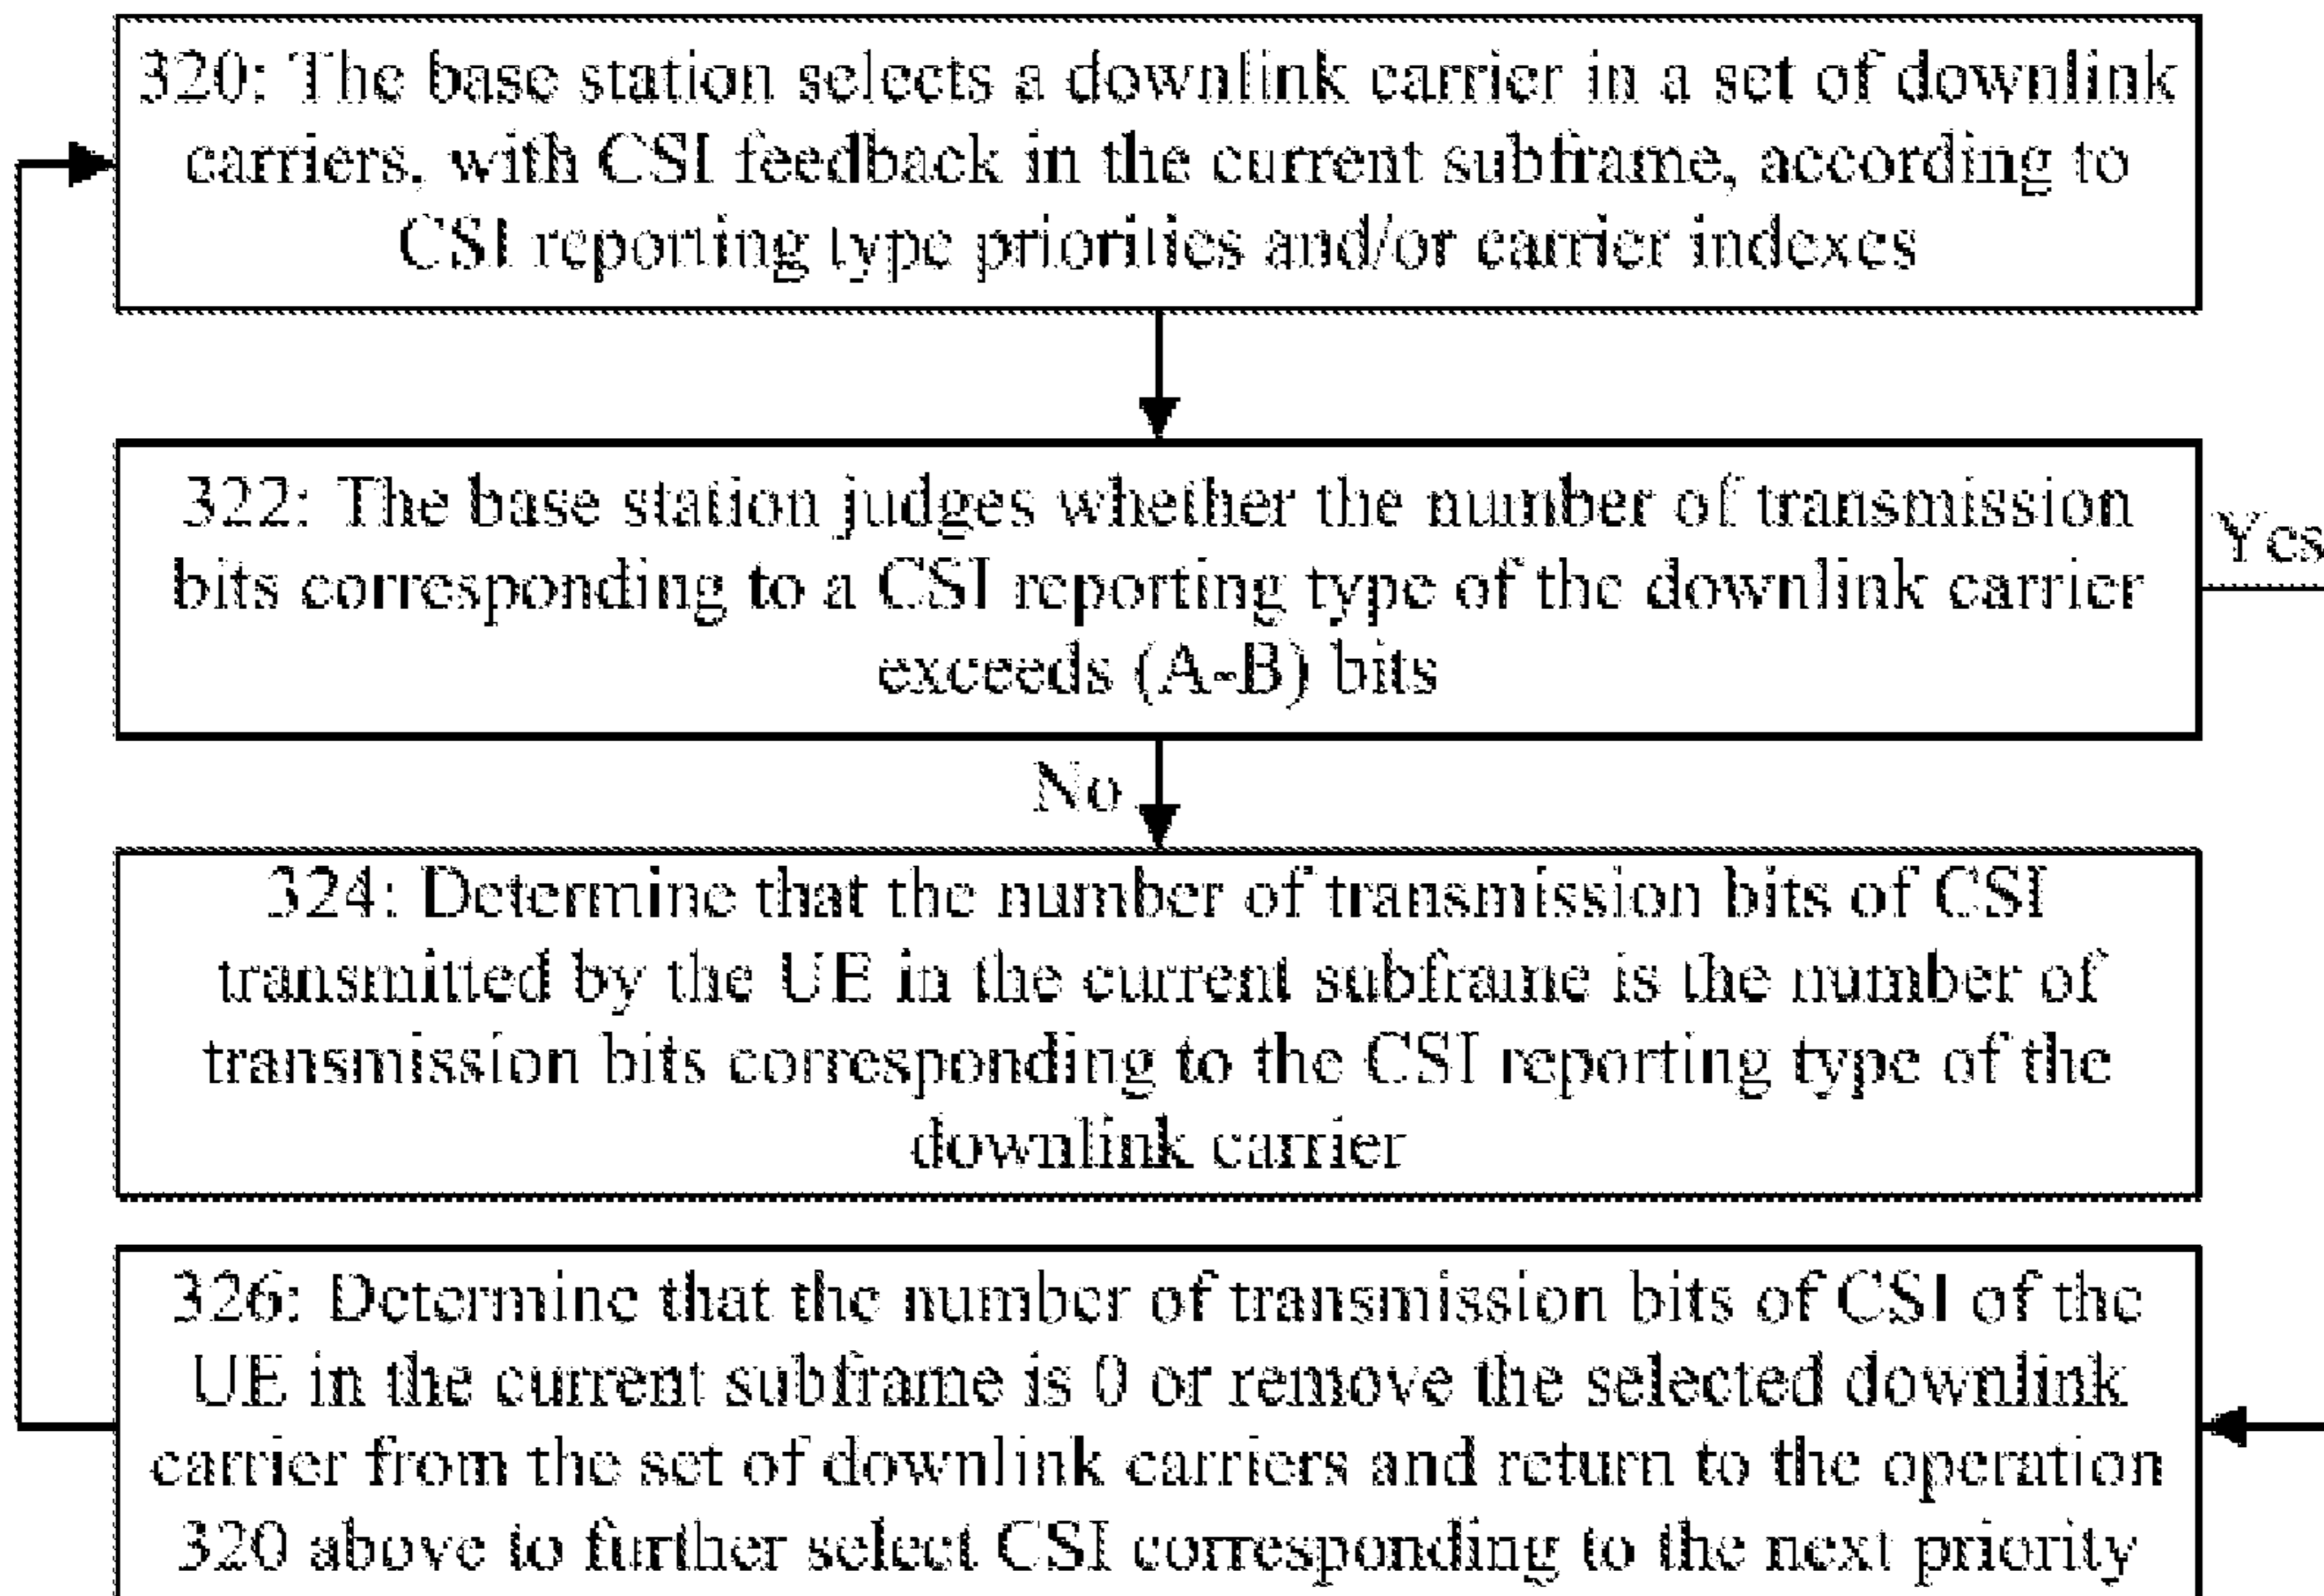 320: The base station selects a downlink carrier in a set of downlink
carriers, with CSI feedback in the current subframe, according to
CSI reporting type priorities and/or carrier indexes
322: The base station judges whether the number of transmission
bits corresponding to a CSI reporting type of the downlink carrier
exceeds (A-B) bits
Yes
No
324: Determine that the number of transmission bits of CSI
transmitted by the UE in the current subframe is the number of
transmission bits corresponding to the CSI reporting type of the
downlink carrier
326: Determine that the number of transmission bits of CSI of the
UE in the current subframe is 0 or remove the selected downlink
carrier from the set of downlink carriers and return to the operation
320 above to further select CSI corresponding to the next priority